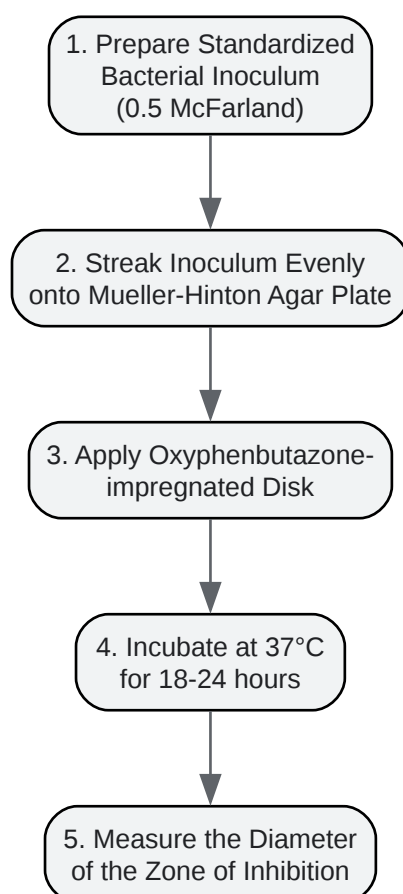 1. Prepare Standardized
Bacterial Inoculum
(0.5 McFarland)
2. Streak Inoculum Evenly
onto Mueller-Hinton Agar Plate
3. Apply Oxyphenbutazone-
impregnated Disk
4. Incubate at 37°C
for 18-24 hours
5. Measure the Diameter
of the Zone of Inhibition